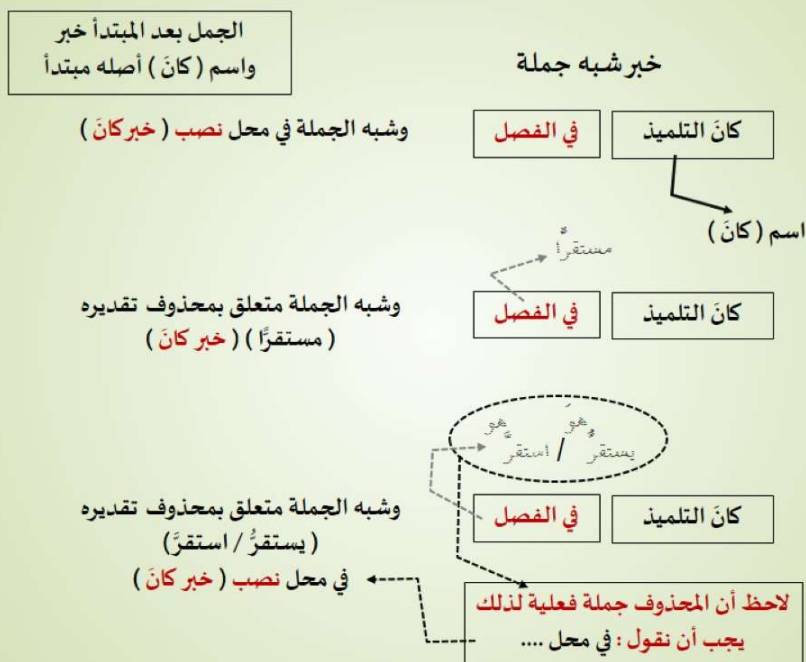 الجمل بعد المبتدأ خبر
واسم ( كانَ ) أصله مبتدأ
خبر شبه جملة
كانَ التلميذ
في الفصل
وشبه الجملة في محل نصب ( خبر كانَ )
اسم ( كانَ )
مستقرًّا
كانَ التلميذ
في الفصل
وشبه الجملة متعلق بمحذوف تقديره
( مستقرًّا ) ( خبر كانَ )
هو هو
يستقرُّ / استقرَّ
كانَ التلميذ
في الفصل
وشبه الجملة متعلق بمحذوف تقديره
( يستقرُّ / استقرَّ)
في محل نصب ( خبر كانَ )
لاحظ أن المحذوف جملة فعلية لذلك
يجب أن نقول : في محل ....